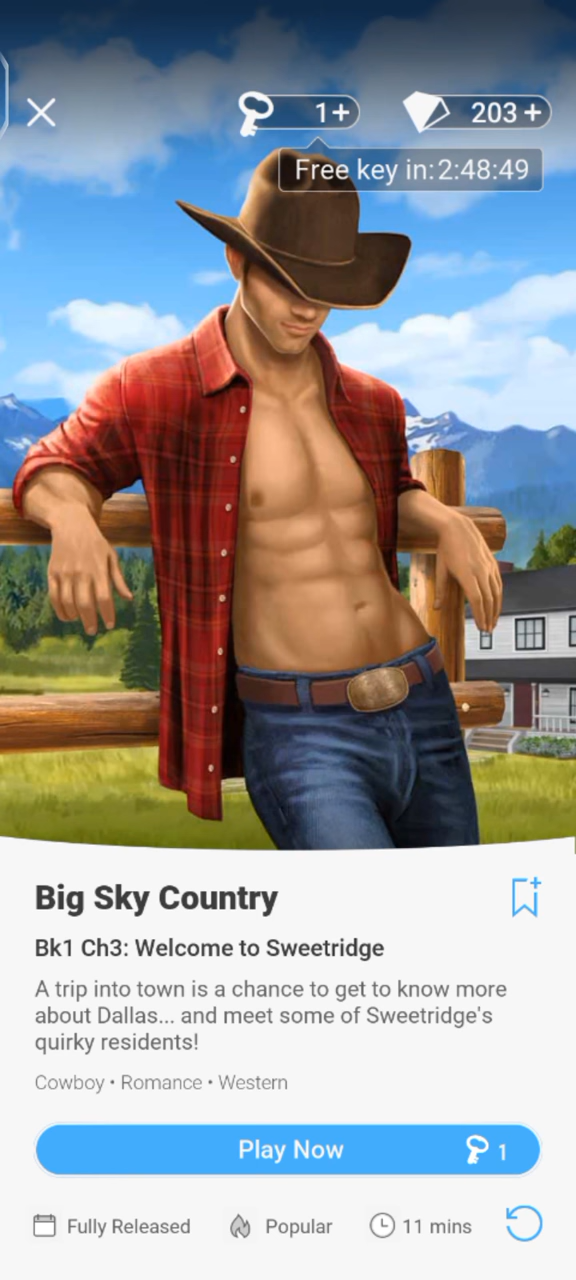 1+
203 +
Free key in: 2:48:49
Big Sky Country
Bk1 Ch3: Welcome to Sweetridge
A trip into town is a chance to get to know more
about Dallas... and meet some of Sweetridge's
quirky residents!
Cowboy • Romance • Western
Play Now 1
Fully Released Popular 11 mins